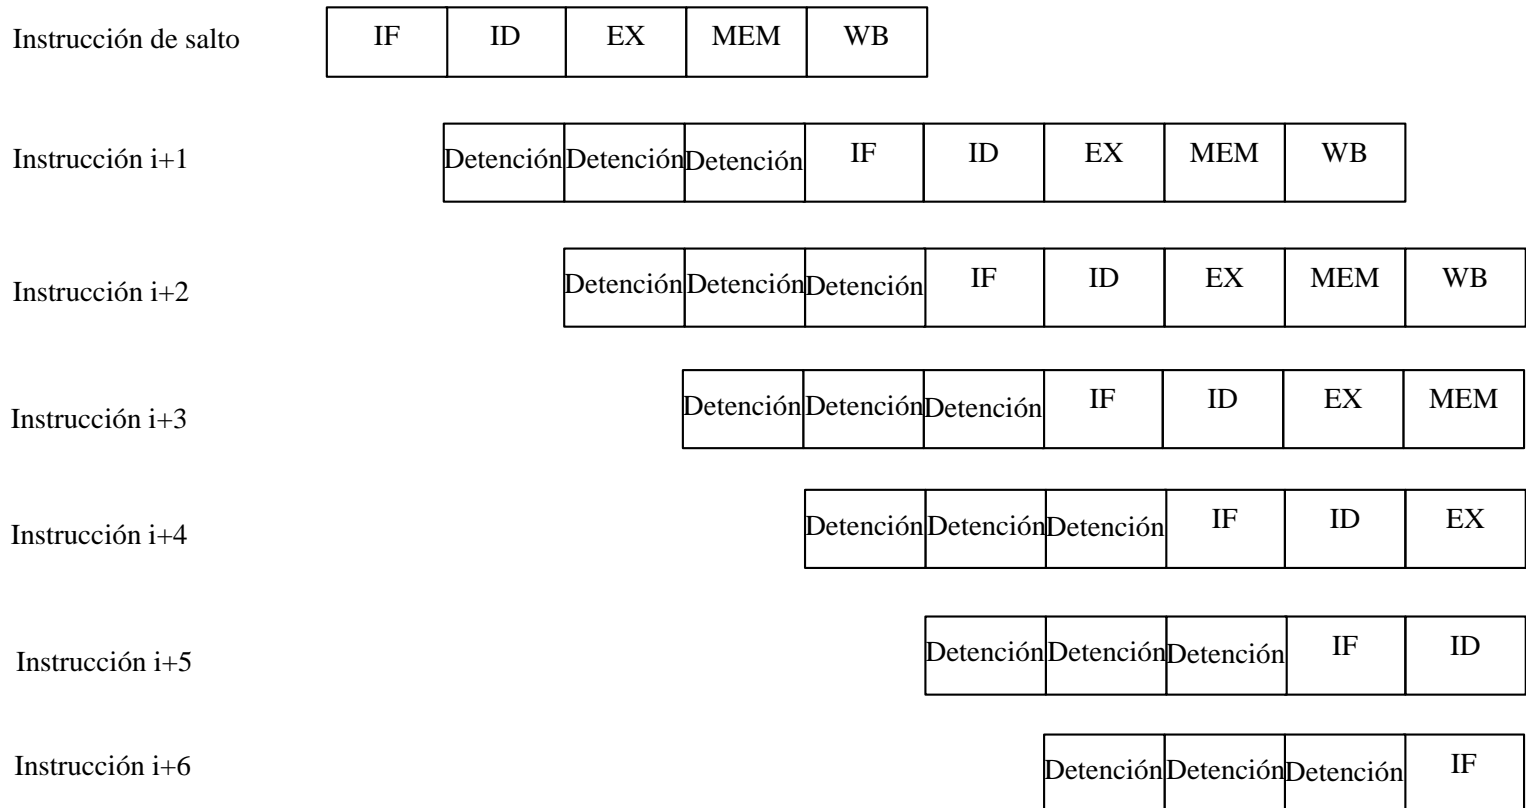 Instrucción de salto IF ID EX MEM WB
Instrucción i+1 Detención Detención Detención IF ID EX MEM WB
Instrucción i+2 Detención Detención Detención IF ID EX MEM WB
Instrucción i+3 Detención Detención Detención IF ID EX MEM
Instrucción i+4 Detención Detención Detención IF ID EX
Instrucción i+5 Detención Detención Detención IF ID
Instrucción i+6 Detención Detención Detención IF